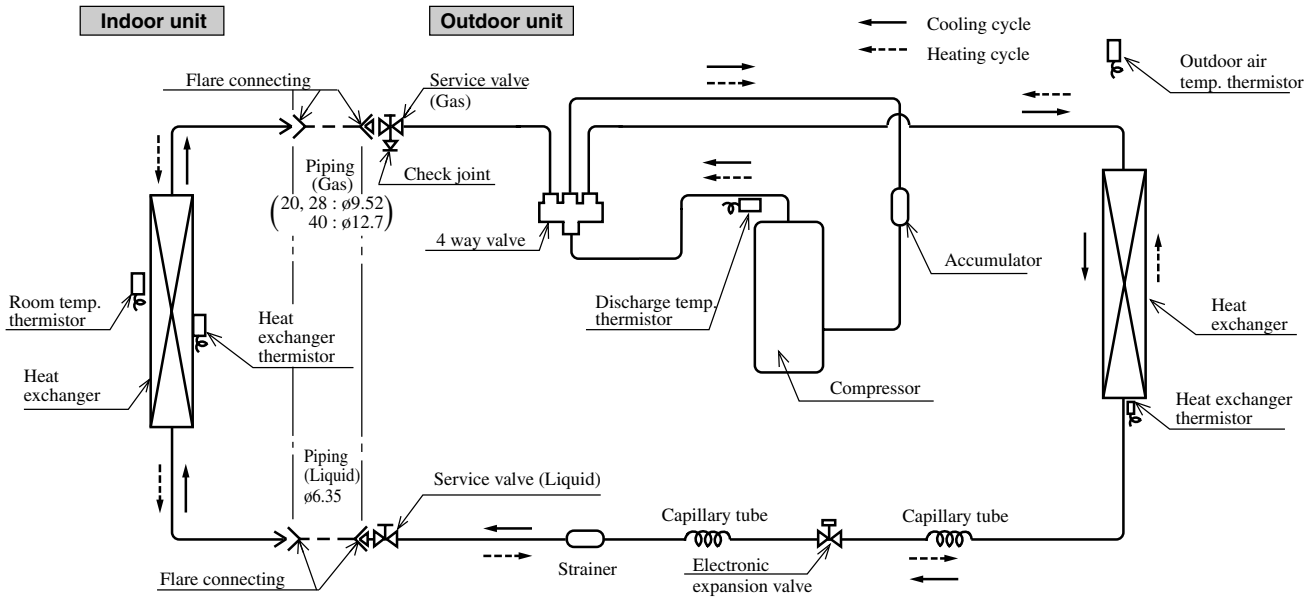 Indoor unit
Outdoor unit
Cooling cycle
Heating cycle
Outdoor air
temp. thermistor
Flare connecting
Service valve
(Gas)
Check joint
Piping
(Gas)
(20, 28 : ø9.52
40 : ø12.7)
4 way valve
Accumulator
Room temp.
thermistor
Heat
exchanger
thermistor
Discharge temp.
thermistor
Heat
exchanger
Heat
exchanger
Compressor
Heat exchanger
thermistor
Piping
(Liquid)
ø6.35
Service valve (Liquid)
Capillary tube
Capillary tube
Strainer
Electronic
expansion valve
Flare connecting